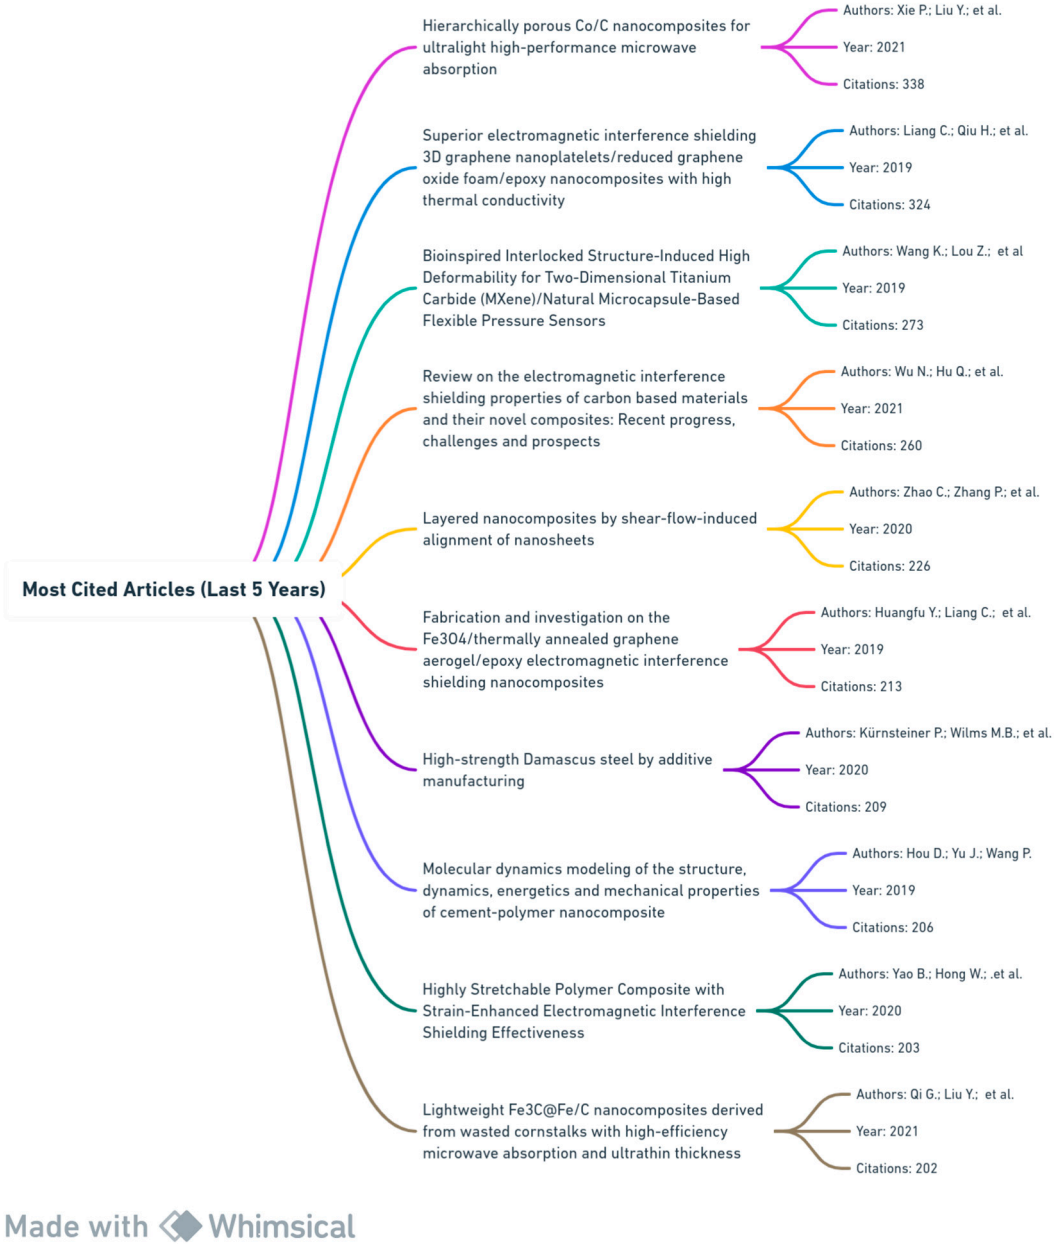 Hierarchically porous Co/C nanocomposites for
ultralight high-performance microwave
absorption
Authors: Xie P.; Liu Y.; et al.
Year: 2021
Citations: 338
Superior electromagnetic interference shielding
3D graphene nanoplatelets/reduced graphene
oxide foam/epoxy nanocomposites with high
thermal conductivity
Authors: Liang C.; Qiu H.; et al.
Year: 2019
Citations: 324
Bioinspired Interlocked Structure-Induced High
Deformability for Two-Dimensional Titanium
Carbide (MXene)/Natural Microcapsule-Based
Flexible Pressure Sensors
Authors: Wang K.; Lou Z.;  et al
Year: 2019
Citations: 273
Review on the electromagnetic interference
shielding properties of carbon based materials
and their novel composites: Recent progress,
challenges and prospects
Authors: Wu N.; Hu Q.; et al.
Year: 2021
Citations: 260
Layered nanocomposites by shear-flow-induced
alignment of nanosheets
Authors: Zhao C.; Zhang P.; et al.
Year: 2020
Citations: 226
Most Cited Articles (Last 5 Years)
Fabrication and investigation on the
Fe3O4/thermally annealed graphene
aerogel/epoxy electromagnetic interference
shielding nanocomposites
Authors: Huangfu Y.; Liang C.;  et al.
Year: 2019
Citations: 213
High-strength Damascus steel by additive
manufacturing
Authors: Kürnsteiner P.; Wilms M.B.; et al.
Year: 2020
Citations: 209
Molecular dynamics modeling of the structure,
dynamics, energetics and mechanical properties
of cement-polymer nanocomposite
Authors: Hou D.; Yu J.; Wang P.
Year: 2019
Citations: 206
Highly Stretchable Polymer Composite with
Strain-Enhanced Electromagnetic Interference
Shielding Effectiveness
Authors: Yao B.; Hong W.; .et al.
Year: 2020
Citations: 203
Lightweight Fe3C@Fe/C nanocomposites derived
from wasted cornstalks with high-efficiency
microwave absorption and ultrathin thickness
Authors: Qi G.; Liu Y.;  et al.
Year: 2021
Citations: 202
Made with Whimsical